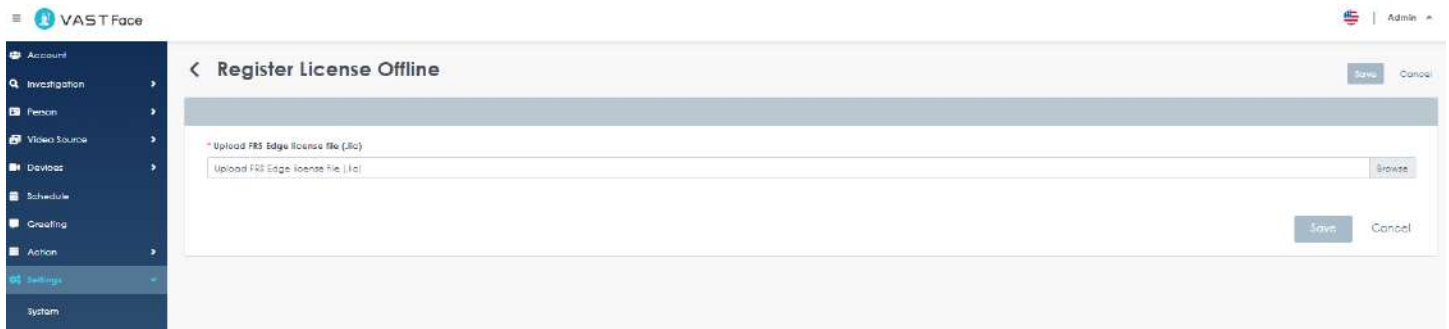 VAST Face
Admin
Account
Investigation
Person
Video Source
Devices
Schedule
Greeting
Action
Settings
System
Register License Offline
Save Cancel
* Upload FRS Edge license file (.lic)
Upload FRS Edge license file (.lic)
Browse
Save Cancel